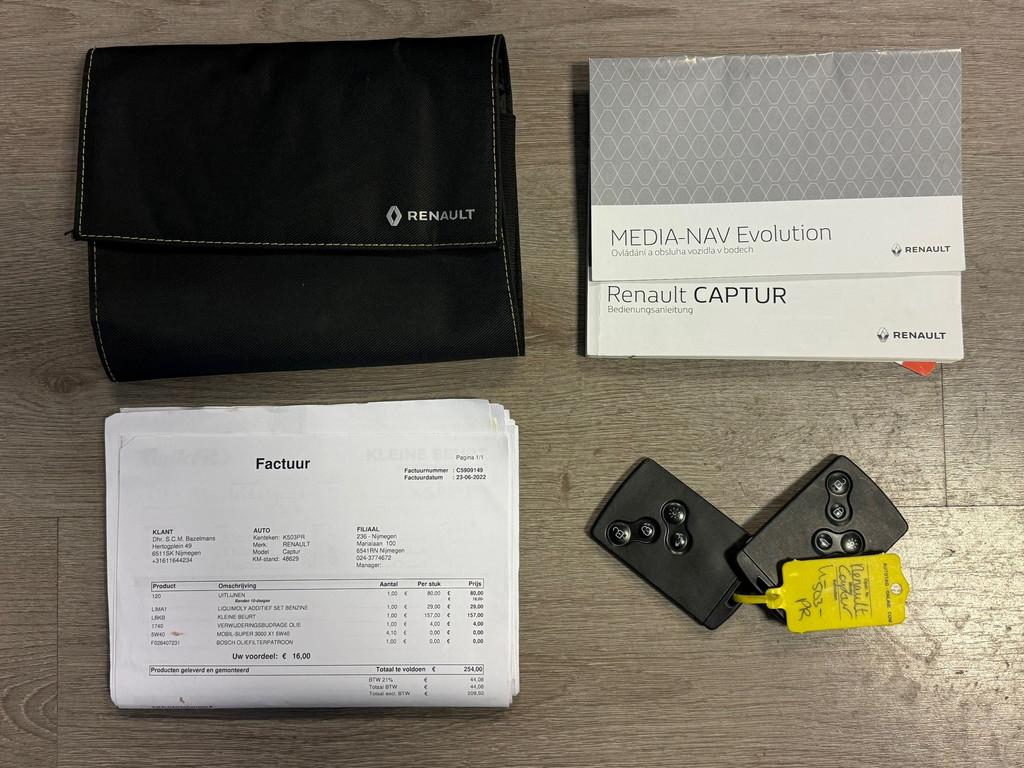 RENAULT
MEDIA-NAV Evolution
Ovládání a obsluha vozidla v bodech
RENAULT
Renault CAPTUR
Bedienungsanleitung
RENAULT
Factuur
Pagina 1/1
Factuurnummer : C5909149
Factuurdatum : 23-06-2022
KLANT
Dhr. S.C.M. Bazelmans
Hertogplein 49
6511SK Nijmegen
+31611644234
AUTO
Kenteken: K503PR
Merk: RENAULT
Model Captur
KM-stand: 48629
FILIAAL
236 - Nijmegen
Marialaan 100
6541RN Nijmegen
024-3774672
Manager:
Product Omschrijving Aantal Per stuk Prijs
120 UITLIJNEN 1,00 € 80,00 € 80,00
Banden 10-daagse € 16,00-
LIMA1 LIQUIMOLY ADDITIEF SET BENZINE 1,00 € 29,00 € 29,00
LBKB KLEINE BEURT 1,00 € 157,00 € 157,00
1740 VERWIJDERINGSBIJDRAGE OLIE 1,00 € 4,00 € 4,00
5W40 MOBIL-SUPER 3000 X1 5W40 4,10 € 0,00 € 0,00
F026407231 BOSCH OLIEFILTERPATROON 1,00 € 0,00 € 0,00
Uw voordeel: € 16,00
Producten geleverd en gemonteerd Totaal te voldoen € 254,00
BTW 21% € 44,08
Totaal BTW € 44,08
Totaal excl. BTW € 209,92
Renault
Captur
K-503-
PR